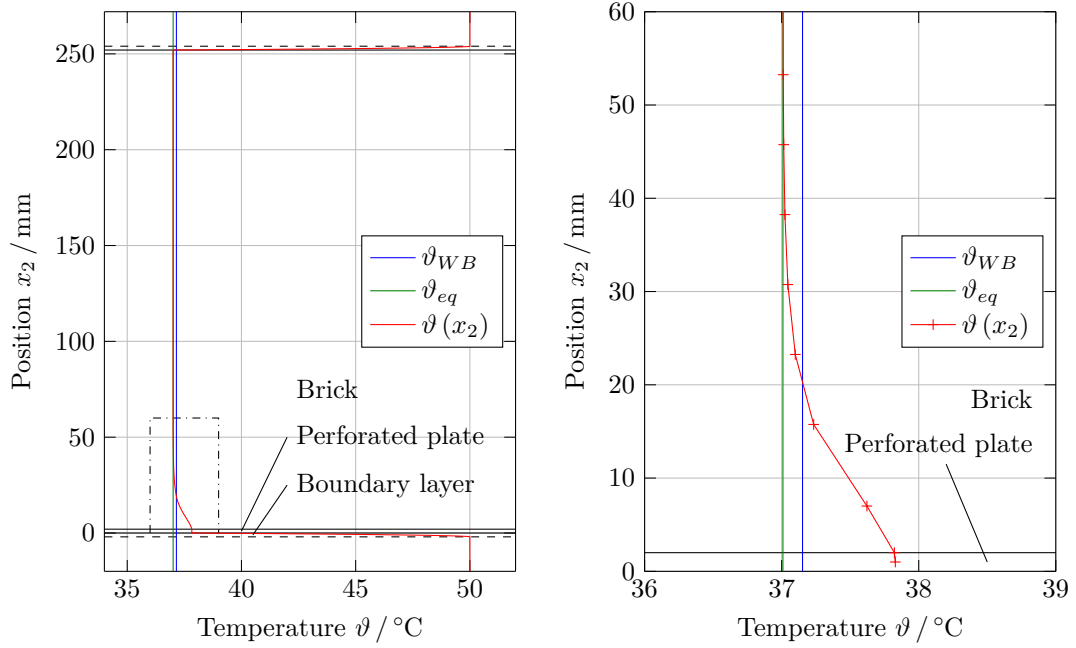 250
200
150
100
50
0
35
40
45
50
Position x₂ / mm
Temperature ϑ / °C
ϑ_WB
ϑ_eq
ϑ (x₂)
Brick
Perforated plate
Boundary layer
60
50
40
30
20
10
0
36
37
38
39
Position x₂ / mm
Temperature ϑ / °C
ϑ_WB
ϑ_eq
ϑ (x₂)
Brick
Perforated plate